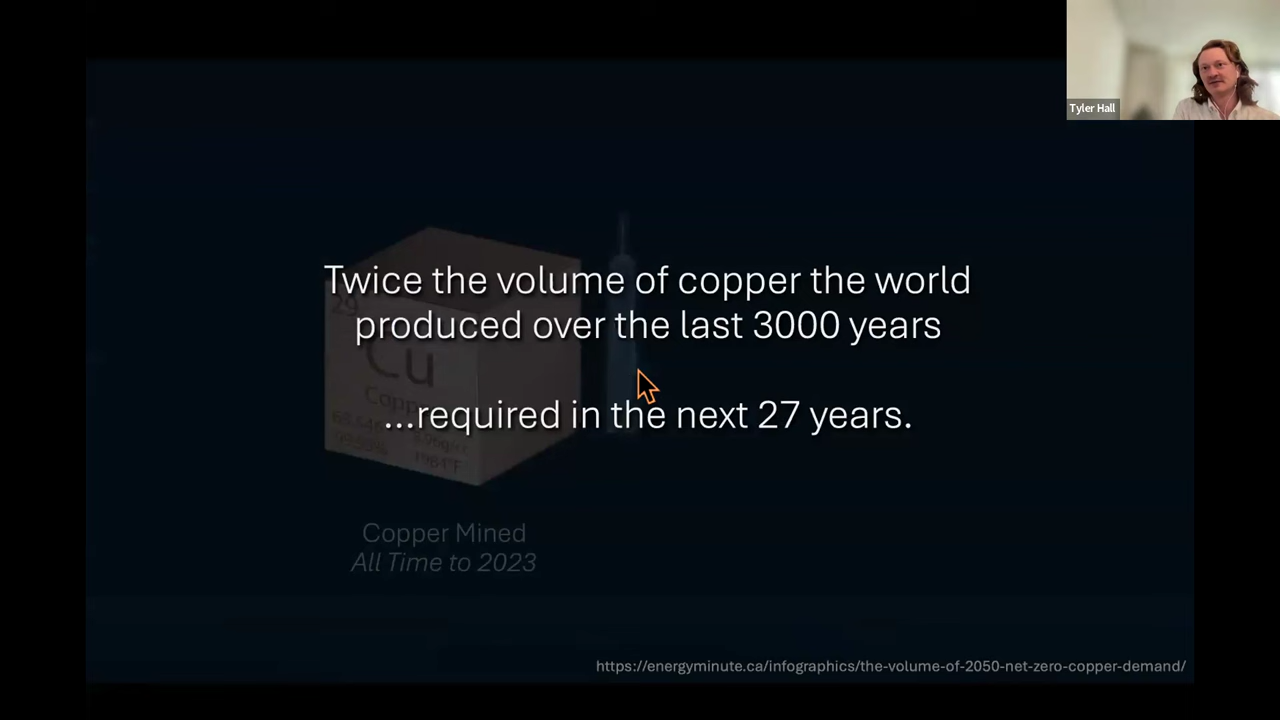 Tyler Hall
Twice the volume of copper the world
produced over the last 3000 years
...required in the next 27 years.
29
Cu
Copper Mined
All Time to 2023
https://energyminute.ca/infographics/the-volume-of-2050-net-zero-copper-demand/